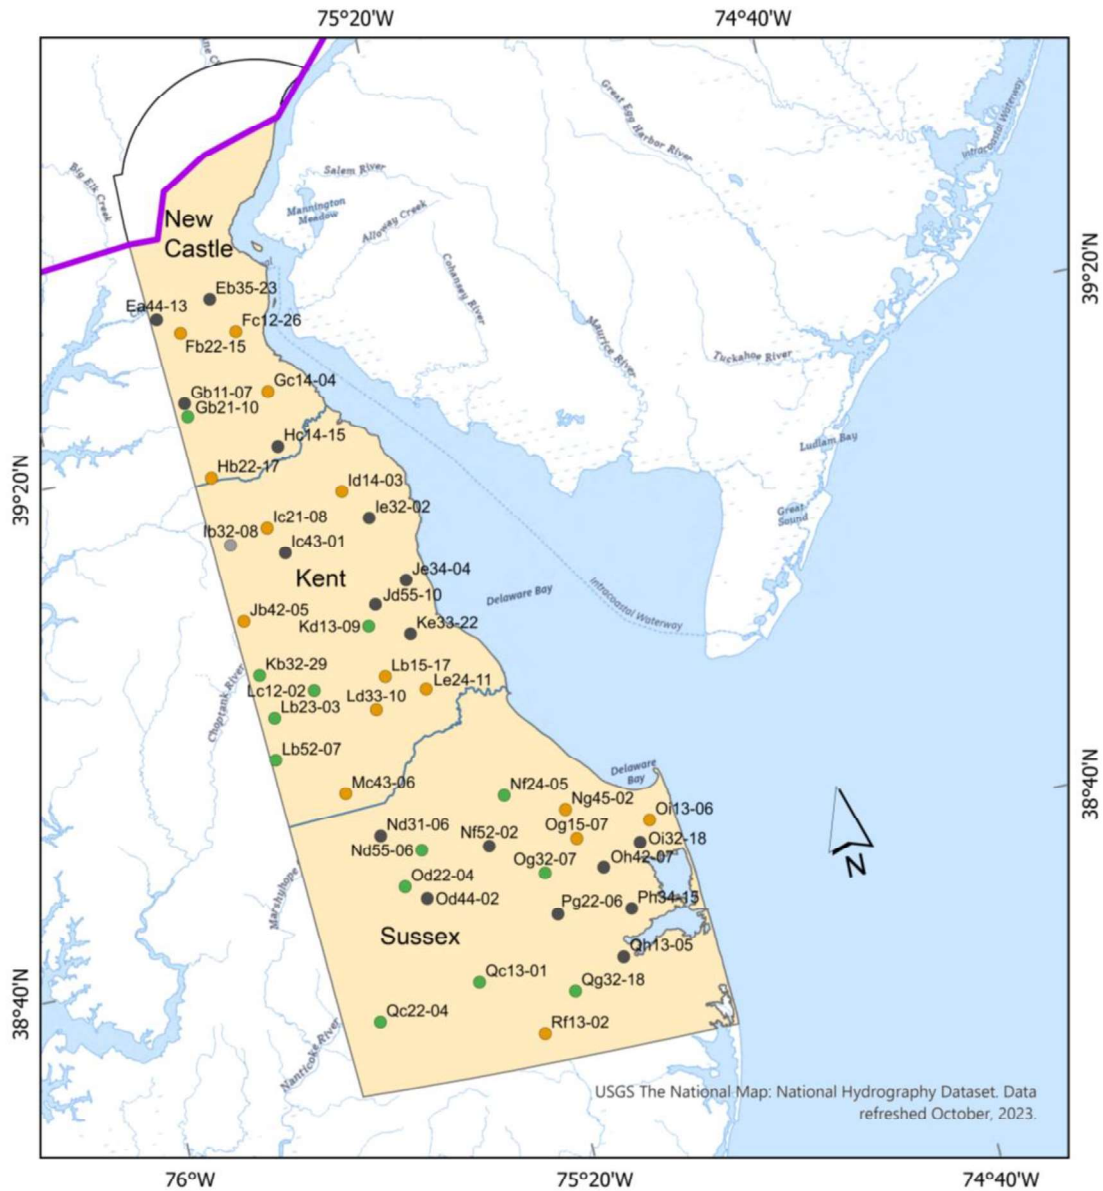 75°20'W
74°40'W
Big Elk Creek
Salem River
Mannington
Meadow
Alloway Creek
Cohansey River
Great Egg Harbor River
Maurice River
Tuckahoe River
Intracoastal Waterway
Ludlam Bay
Great
Sound
39°20'N
39°20'N
New
Castle
Eb35-23
Ea44-13
Fc12-26
Fb22-15
Gc14-04
Gb11-07
Gb21-10
Hc14-15
Hb22-17
Id14-03
Ie32-02
Ic21-08
Ib32-08
Ic43-01
Kent
Je34-04
Jd55-10
Jb42-05
Kd13-09
Ke33-22
Delaware Bay
Intracoastal Waterway
Kb32-29
Lb15-17
Lc12-02
Le24-11
Lb23-03
Ld33-10
Choptank River
Lb52-07
Mc43-06
Delaware
Bay
38°40'N
Nf24-05
Ng45-02
Oi13-06
Nd31-06
Nf52-02
Og15-07
Oi32-18
Nd55-06
Og32-07
Oh42-07
Od22-04
Od44-02
Pg22-06
Ph34-15
Marshyhope
Sussex
Qh13-05
Qc13-01
Qg32-18
38°40'N
Qc22-04
Rf13-02
Nanticoke River
N
USGS The National Map: National Hydrography Dataset. Data
refreshed October, 2023.
76°W
75°20'W
74°40'W